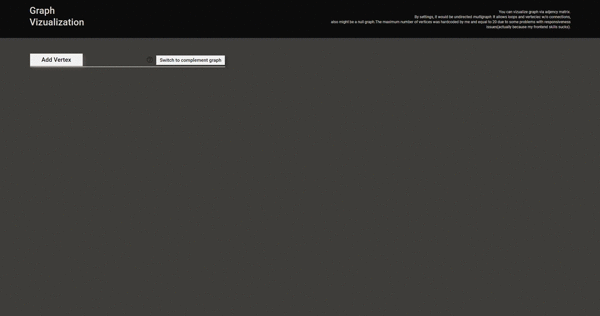 Graph
Vizualization
You can vizualize graph via adjency matrix.
By settings, it would be undirected multigraph. It allows loops and vertecies w/o connections,
also might be a null graph. The maximum number of vertices was hardcoded by me and equal to 20 due to some problems with responsiveness
issues(actually because my frontend skills sucks)
Add Vertex
?
Switch to complement graph